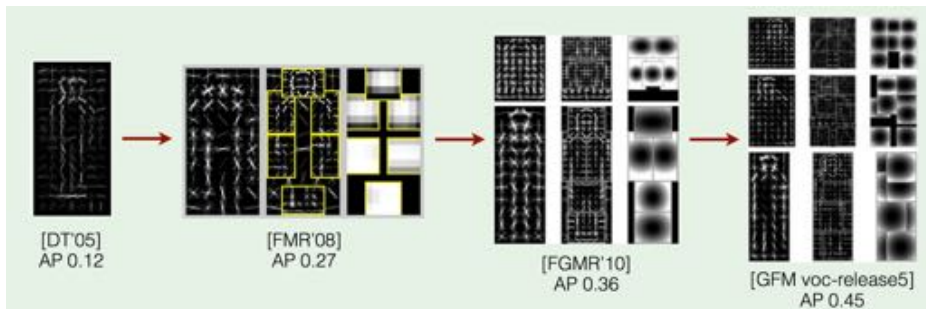 [DT'05]
AP 0.12
[FMR'08]
AP 0.27
[FGMR'10]
AP 0.36
[GFM voc-release5]
AP 0.45